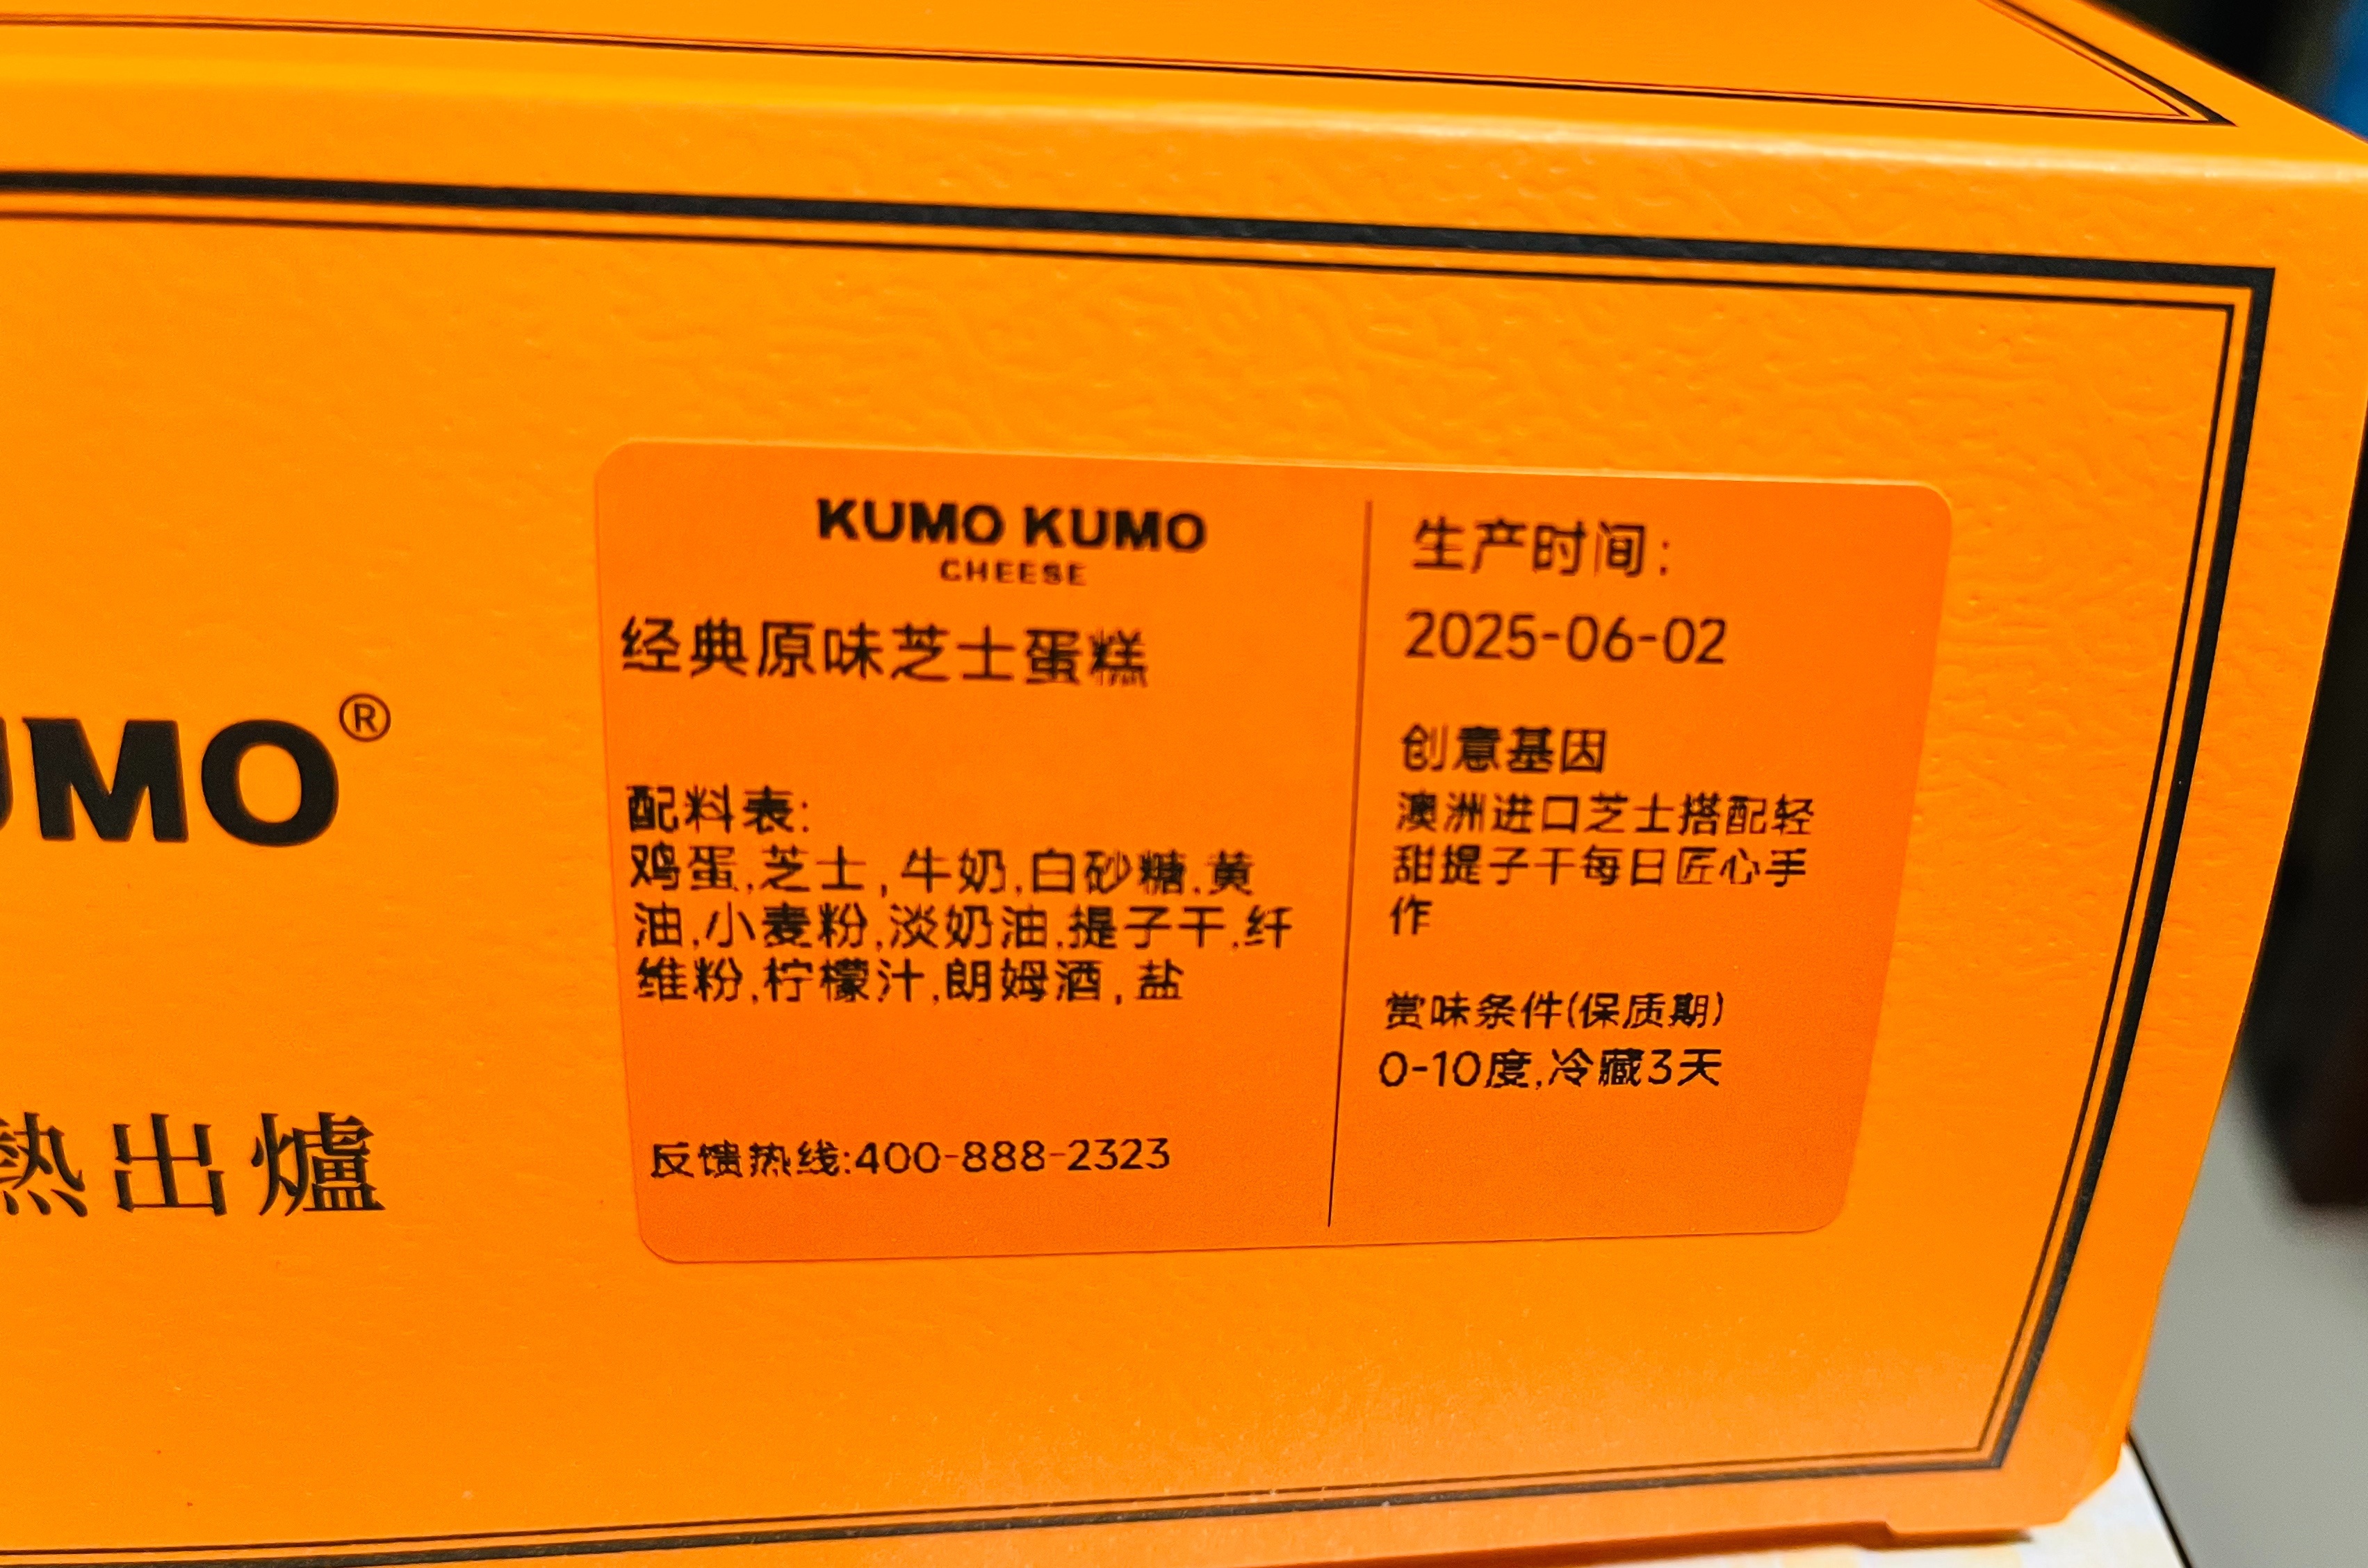 UMO®
熱出爐
KUMO KUMO
CHEESE
经典原味芝士蛋糕
配料表:
鸡蛋,芝士,牛奶,白砂糖,黄
油,小麦粉,淡奶油,提子干,纤
维粉,柠檬汁,朗姆酒,盐
反馈热线:400-888-2323
生产时间:
2025-06-02
创意基因
澳洲进口芝士搭配轻
甜提子干每日匠心手
作
赏味条件(保质期)
0-10度,冷藏3天